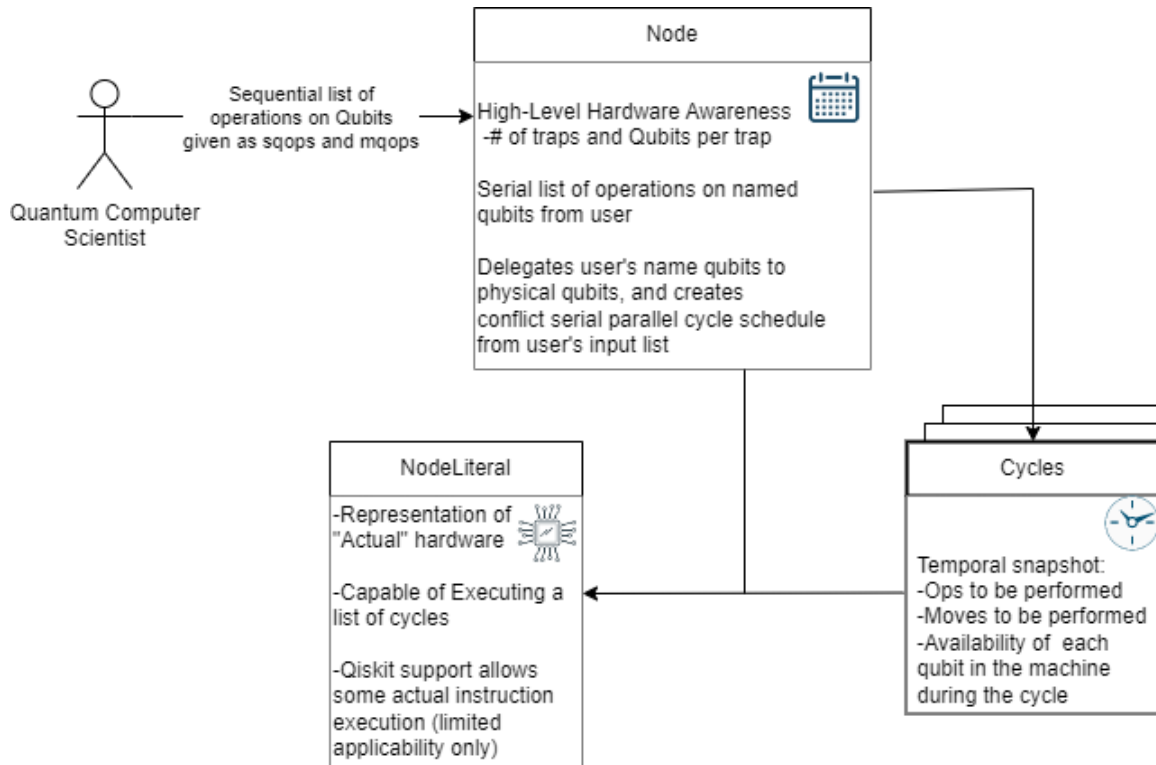 Node
Sequential list of
operations on Qubits
given as sqops and mqops
Quantum Computer
Scientist
High-Level Hardware Awareness
-# of traps and Qubits per trap
Serial list of operations on named
qubits from user
Delegates user's name qubits to
physical qubits, and creates
conflict serial parallel cycle schedule
from user's input list
NodeLiteral
-Representation of
"Actual" hardware
-Capable of Executing a
list of cycles
-Qiskit support allows
some actual instruction
execution (limited
applicability only)
Cycles
Temporal snapshot:
-Ops to be performed
-Moves to be performed
-Availability of each
qubit in the machine
during the cycle